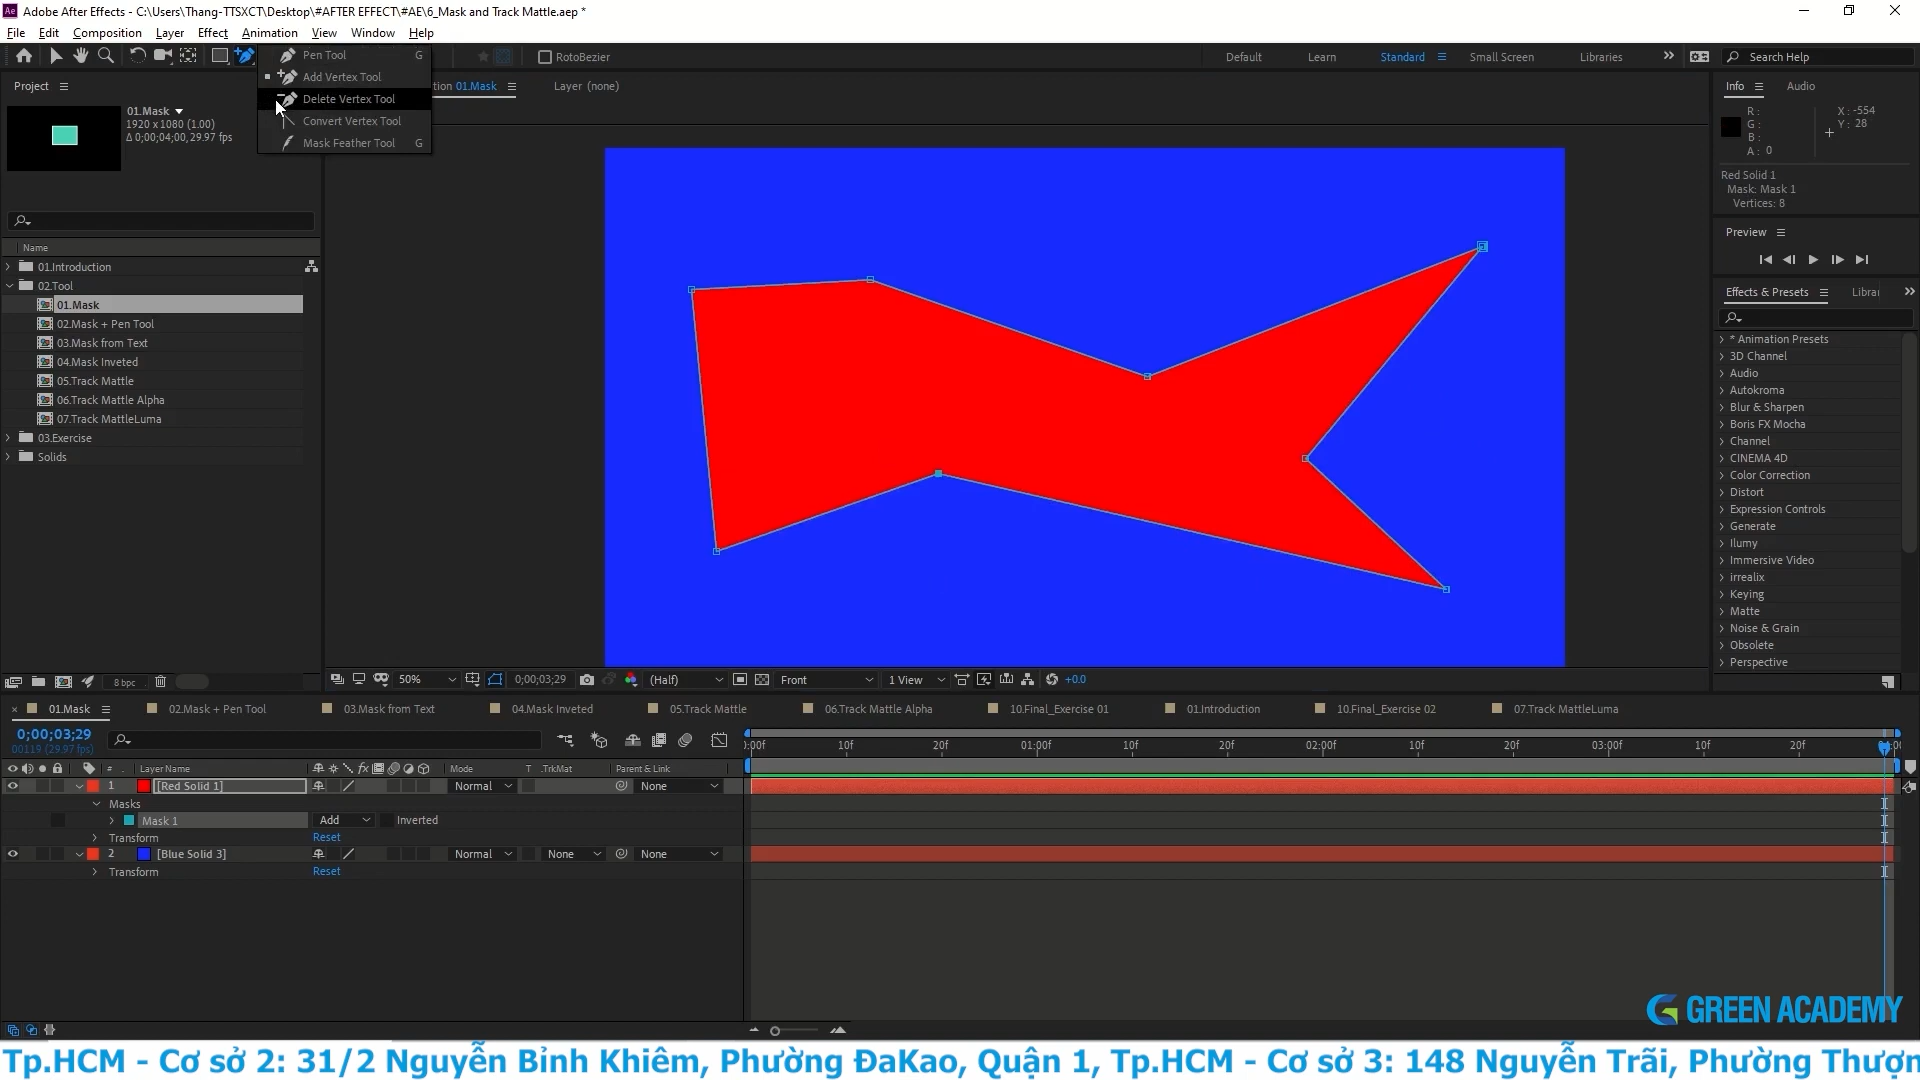 Adobe After Effects - C:\Users\Thang-TTSXCT\Desktop\#AFTER EFFECT\#AE\6_Mask and Track Mattle.aep *
File Edit Composition Layer Effect Animation View Window Help
RotoBezier
Default Learn Standard Small Screen Libraries Search Help
Pen Tool G
Add Vertex Tool
Delete Vertex Tool
Convert Vertex Tool
Mask Feather Tool G
Project
01.Mask
1920 x 1080 (1.00)
Δ 0;00;04;00, 29.97 fps
Name
01.Introduction
02.Tool
01.Mask
02.Mask + Pen Tool
03.Mask from Text
04.Mask Inveted
05.Track Mattle
06.Track Mattle Alpha
07.Track MattleLuma
03.Exercise
Solids
8 bpc
tion 01.Mask
Layer (none)
50% 0;00;03;29 (Half) Front 1 View +0.0
Info Audio
R: X: -554
G: Y: 28
B:
A: 0
Red Solid 1
Mask: Mask 1
Vertices: 8
Preview
Effects & Presets Librar
* Animation Presets
3D Channel
Audio
Autokroma
Blur & Sharpen
Boris FX Mocha
Channel
CINEMA 4D
Color Correction
Distort
Expression Controls
Generate
Ilumy
Immersive Video
irrealix
Keying
Matte
Noise & Grain
Obsolete
Perspective
01.Mask 02.Mask + Pen Tool 03.Mask from Text 04.Mask Inveted 05.Track Mattle 06.Track Mattle Alpha 10.Final_Exercise 01 01.Introduction 10.Final_Exercise 02 07.Track MattleLuma
0;00;03;29
00119 (29.97 fps)
:00f 10f 20f 01:00f 10f 20f 02:00f 10f 20f 03:00f 10f 20f
# Layer Name Mode T .TrkMat Parent & Link
1 [Red Solid 1] Normal None
Masks
Mask 1 Add Inverted
Transform Reset
2 [Blue Solid 3] Normal None None
Transform Reset
GREEN ACADEMY
Tp.HCM - Cơ sở 2: 31/2 Nguyễn Bỉnh Khiêm, Phường ĐaKao, Quận 1, Tp.HCM - Cơ sở 3: 148 Nguyễn Trãi, Phường Thượn